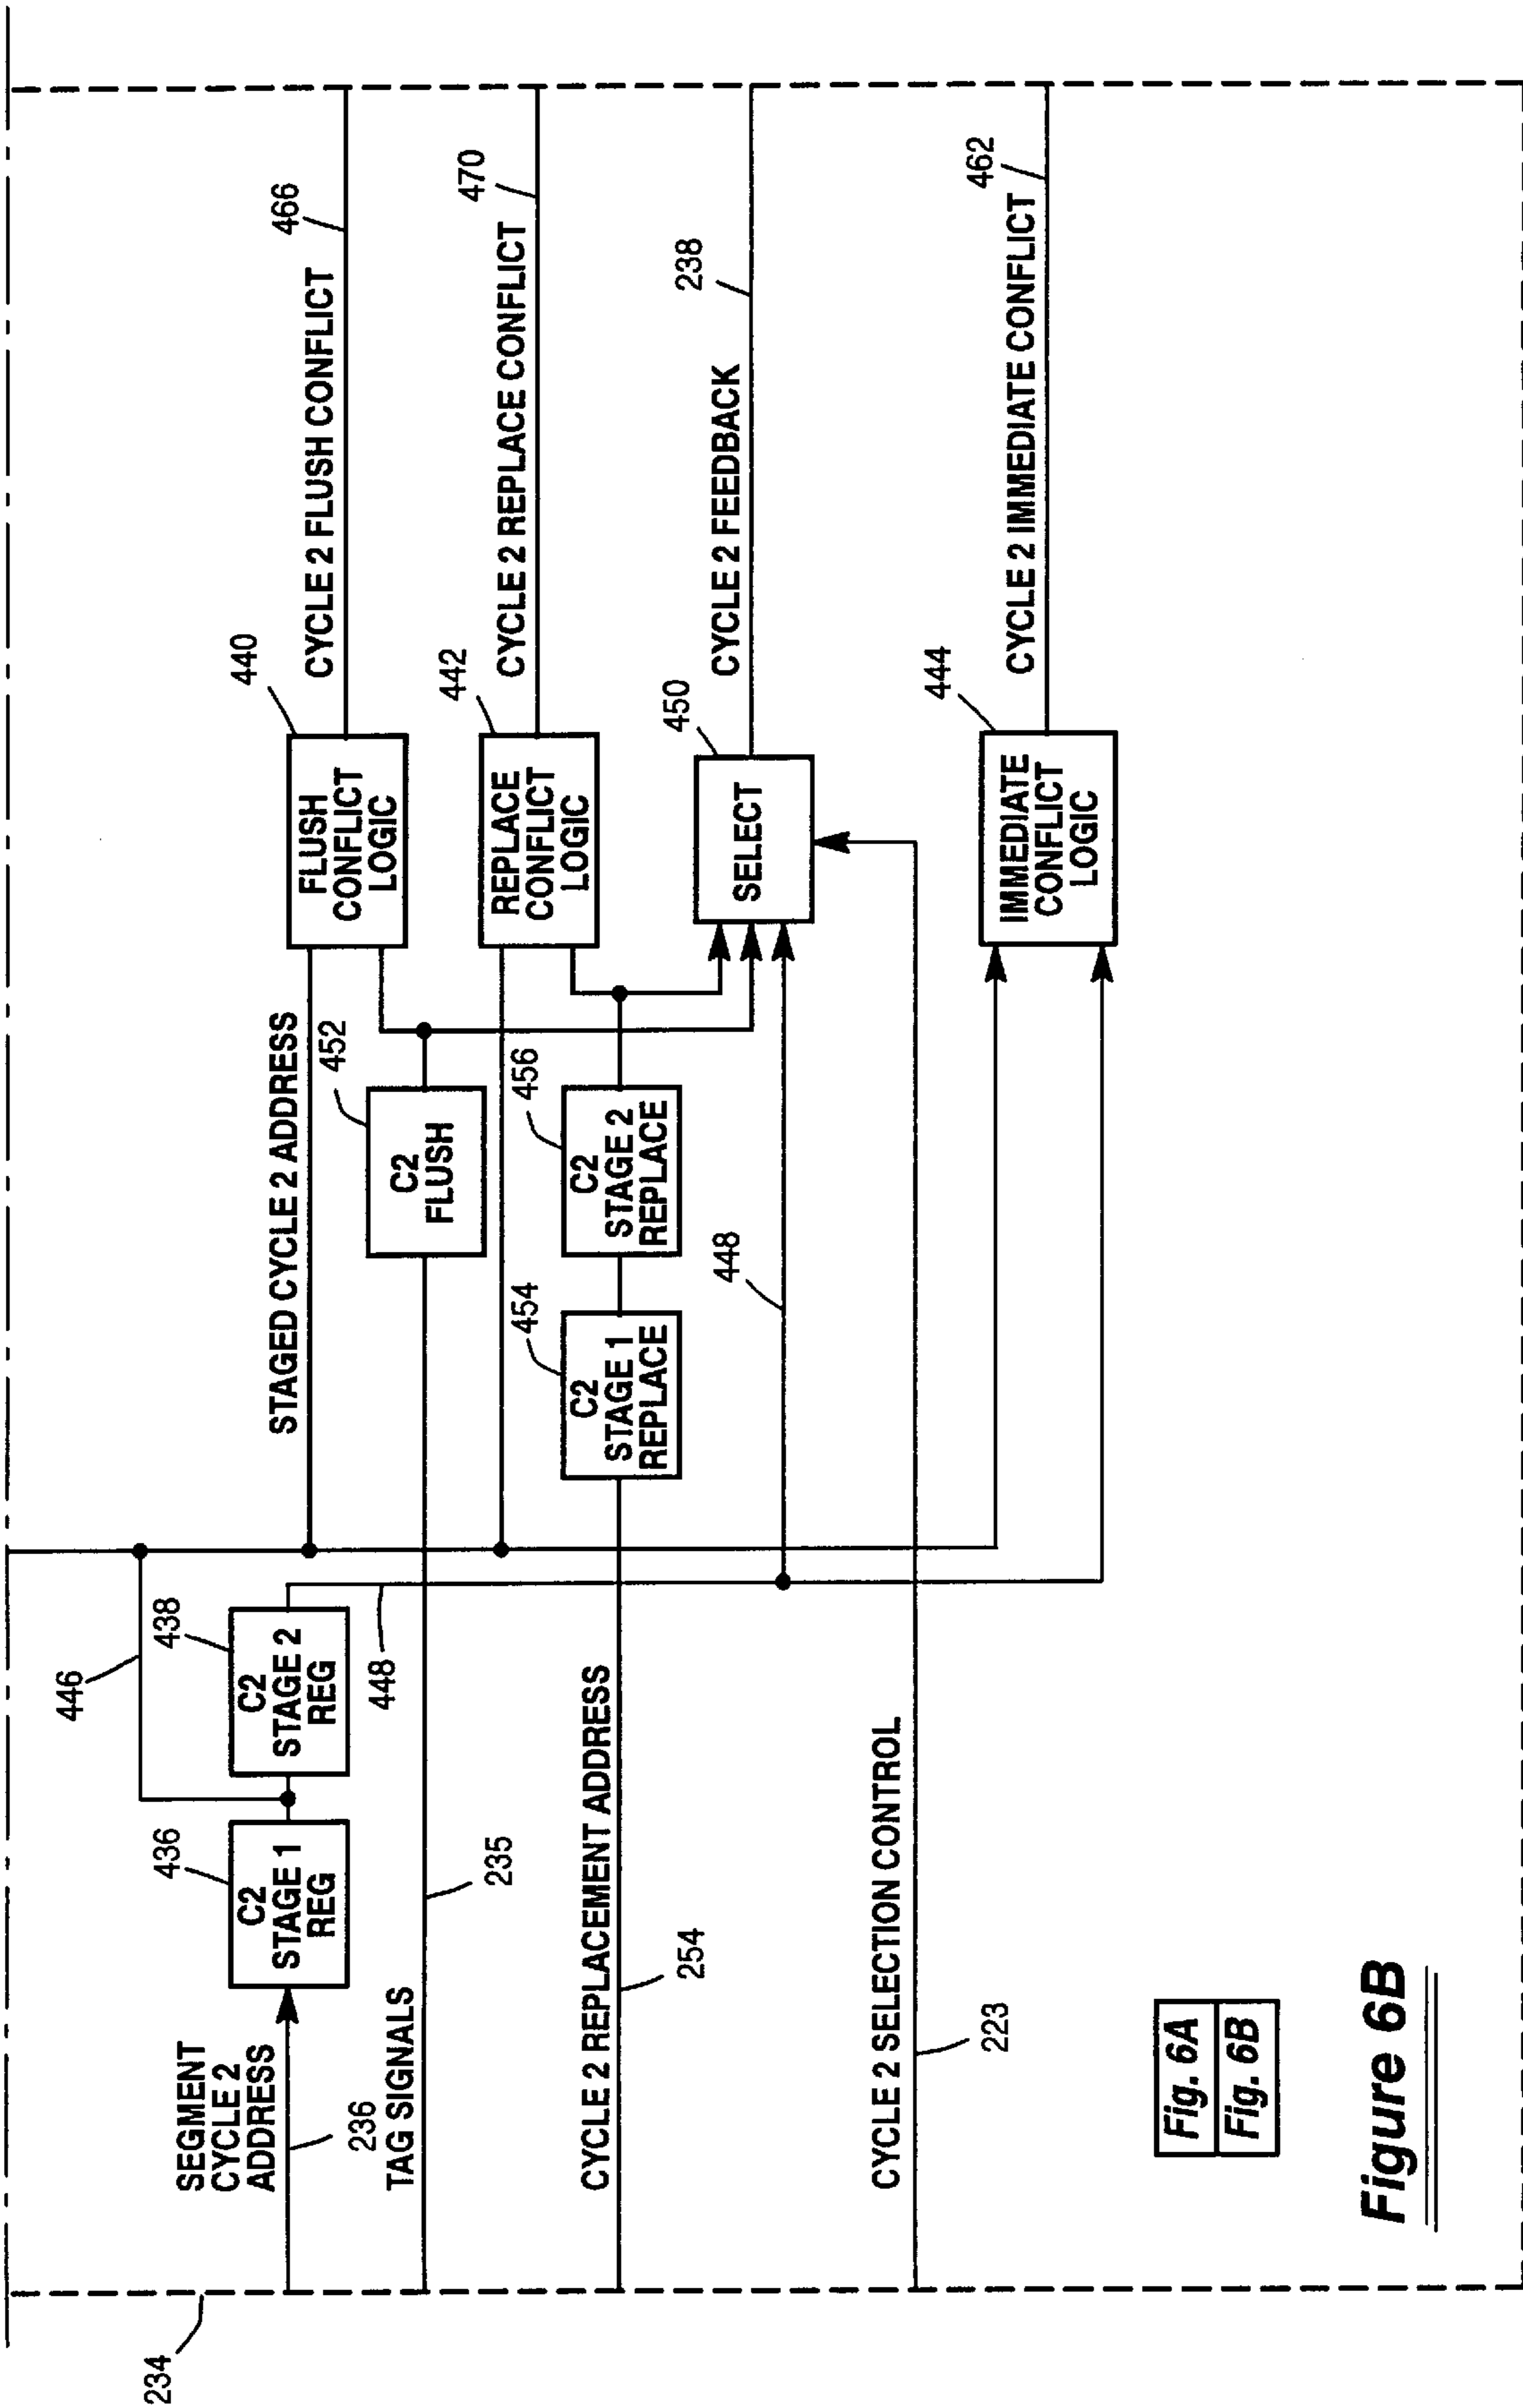 234
SEGMENT
CYCLE 2
ADDRESS
236
C2
STAGE 1
REG
436
446
C2
STAGE 2
REG
438
448
STAGED CYCLE 2 ADDRESS
FLUSH
CONFLICT
LOGIC
440
CYCLE 2 FLUSH CONFLICT
466
TAG SIGNALS
235
C2
FLUSH
452
REPLACE
CONFLICT
LOGIC
442
CYCLE 2 REPLACE CONFLICT
470
CYCLE 2 REPLACEMENT ADDRESS
254
C2
STAGE 1
REPLACE
454
C2
STAGE 2
REPLACE
456
448
SELECT
450
CYCLE 2 FEEDBACK
238
CYCLE 2 SELECTION CONTROL
223
IMMEDIATE
CONFLICT
LOGIC
444
CYCLE 2 IMMEDIATE CONFLICT
462
Fig. 6A
Fig. 6B
Figure 6B